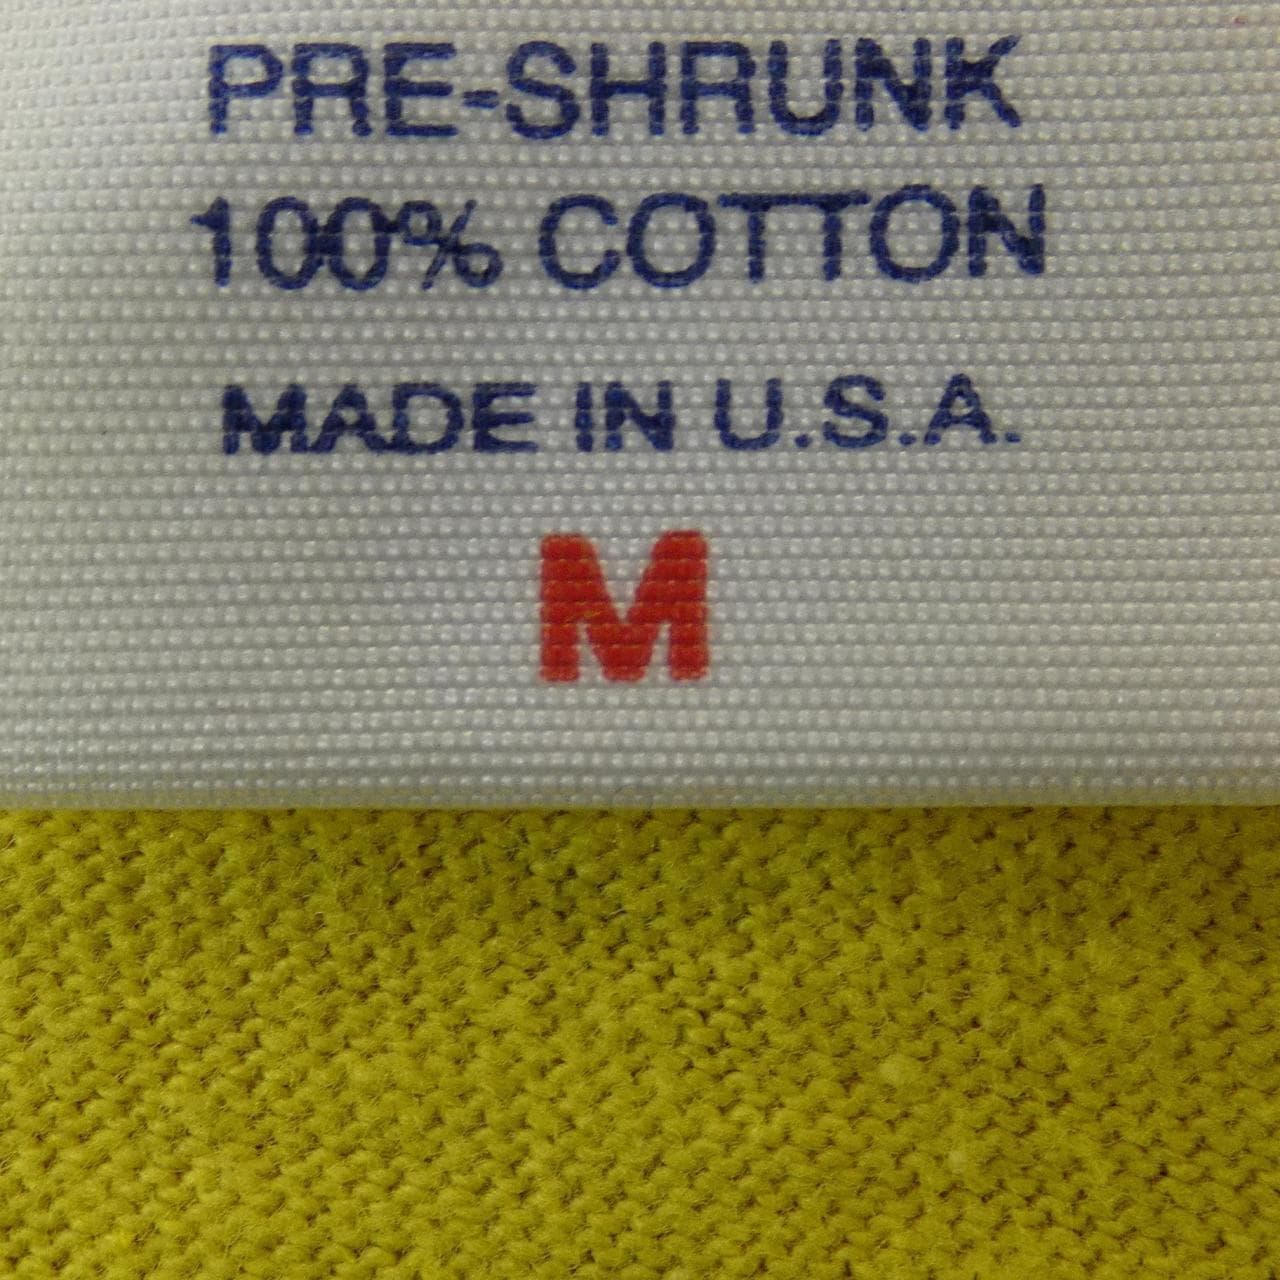 PRE-SHRUNK
100% COTTON
MADE IN U.S.A.
M